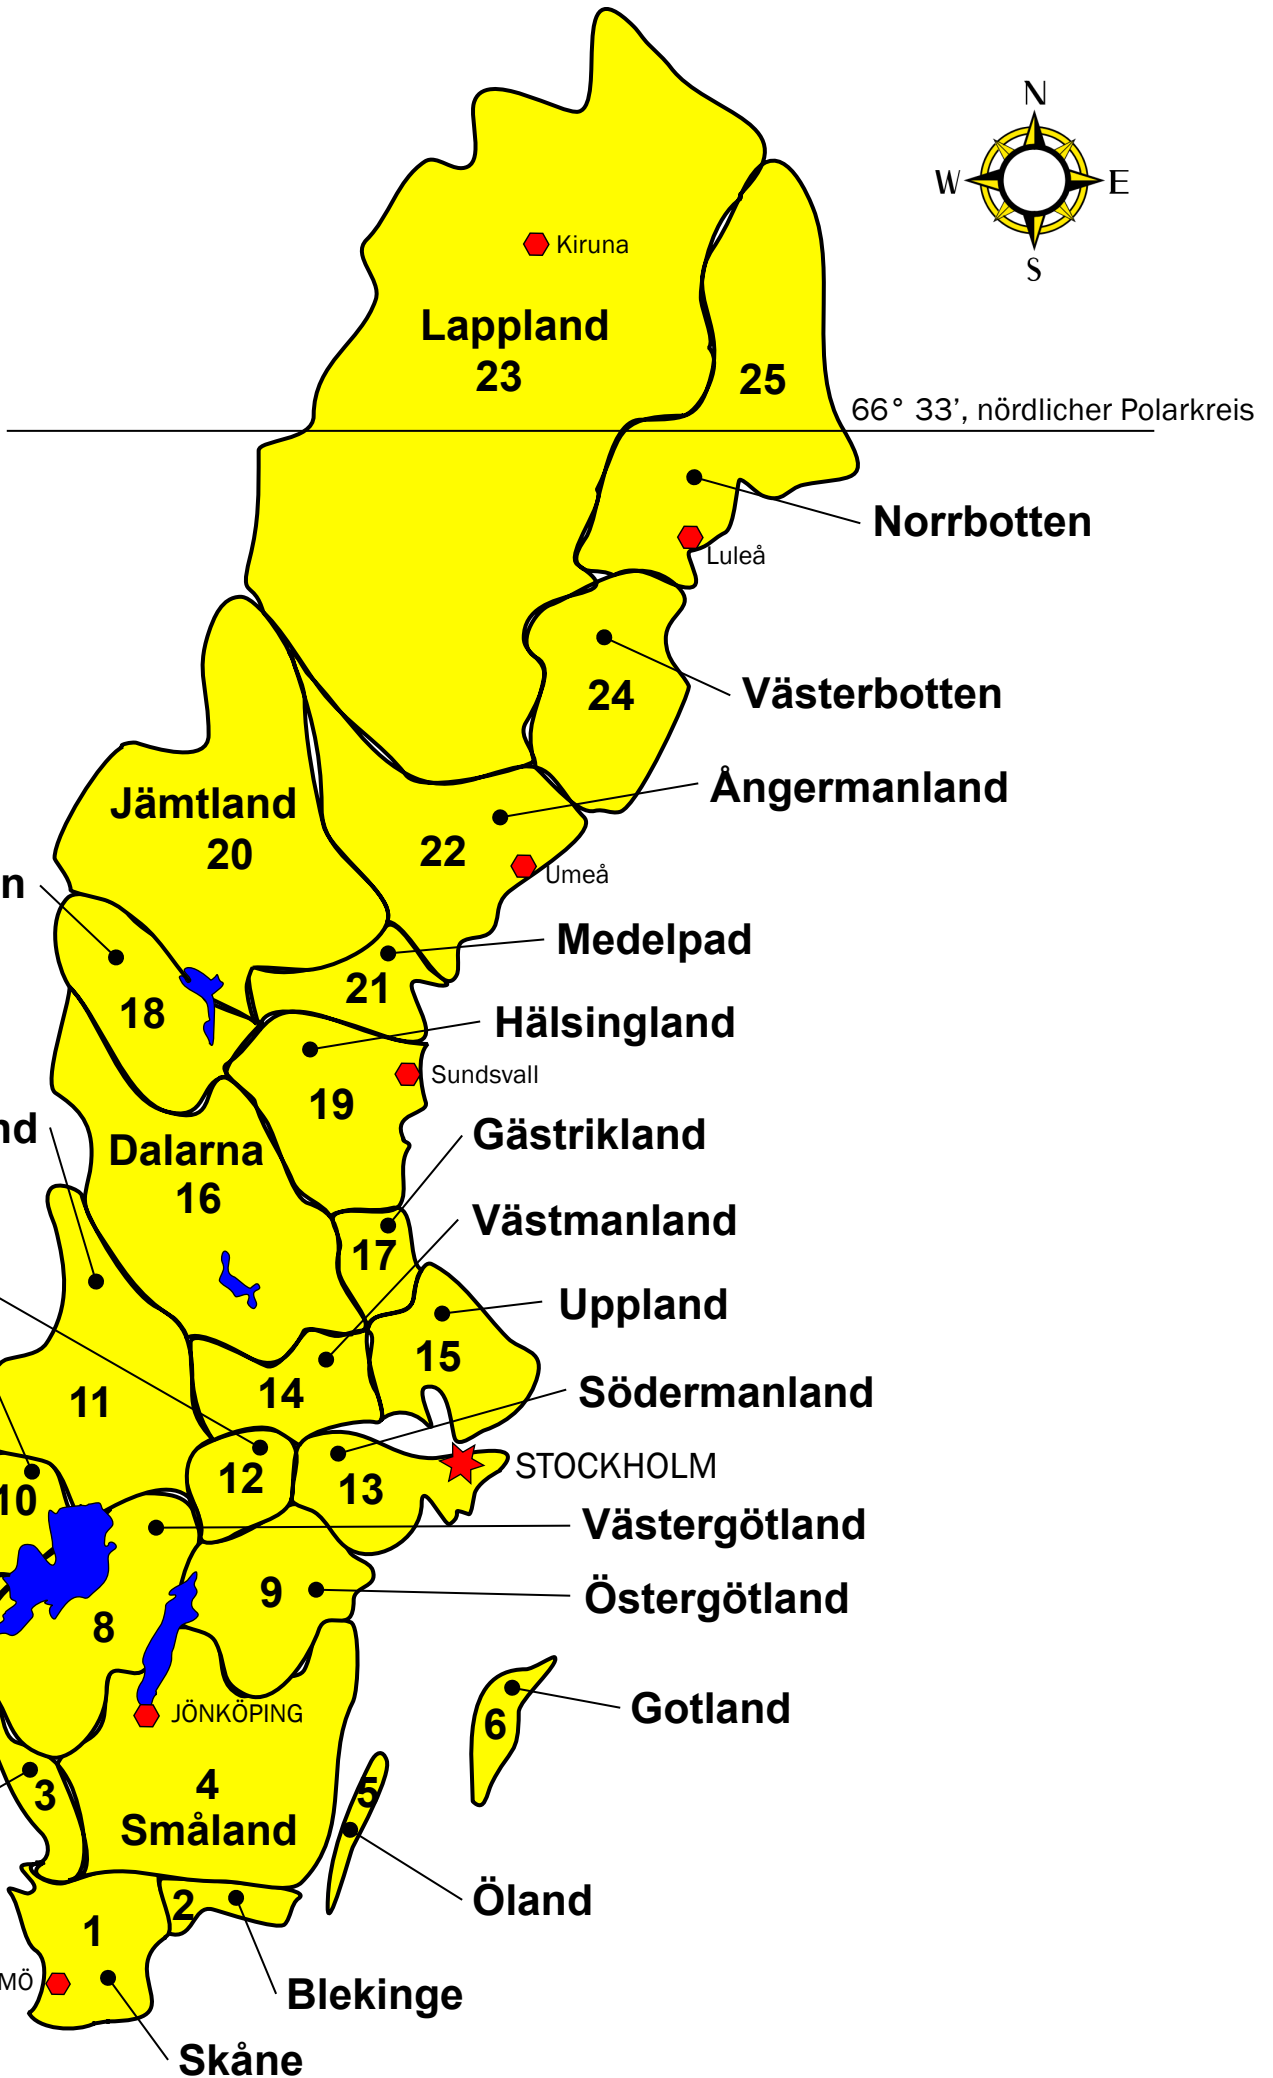 N
W
E
S
Kiruna
Lappland
23
25
66° 33’, nördlicher Polarkreis
Norrbotten
Luleå
24
Västerbotten
Ångermanland
Jämtland
20
22
Umeå
n
Medelpad
21
18
Hälsingland
Sundsvall
19
nd
Gästrikland
Dalarna
16
Västmanland
17
Uppland
15
11
14
Södermanland
STOCKHOLM
12
13
10
Västergötland
9
Östergötland
8
Gotland
6
JÖNKÖPING
3
4
5
Småland
Öland
2
1
MÖ
Blekinge
Skåne